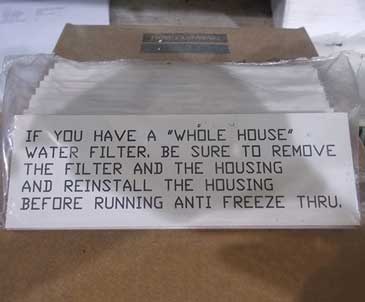 IF YOU HAVE A "WHOLE HOUSE"
WATER FILTER. BE SURE TO REMOVE
THE FILTER AND THE HOUSING
AND REINSTALL THE HOUSING
BEFORE RUNNING ANTI FREEZE THRU.